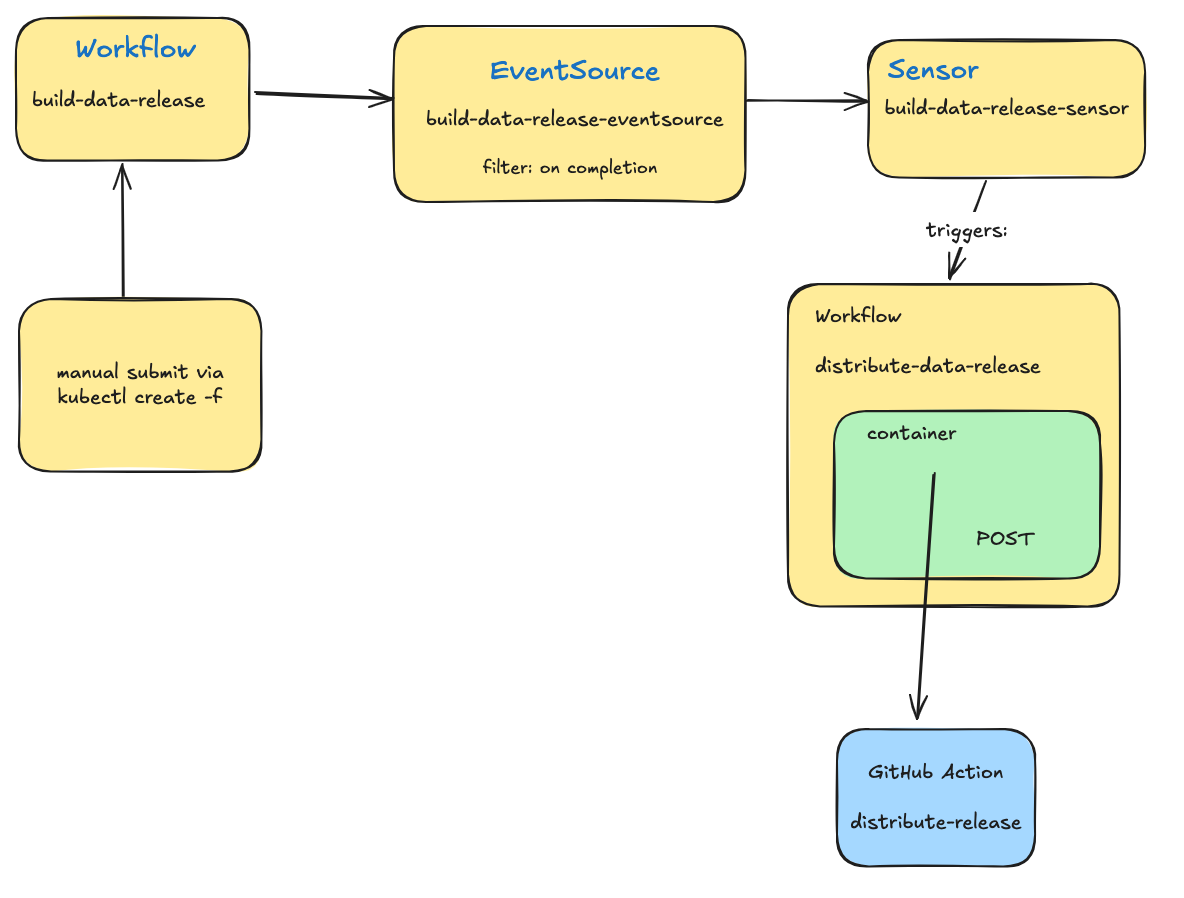 Workflow
build-data-release
EventSource
build-data-release-eventsource
filter: on completion
Sensor
build-data-release-sensor
triggers:
manual submit via
kubectl create -f
Workflow
distribute-data-release
container
POST
GitHub Action
distribute-release